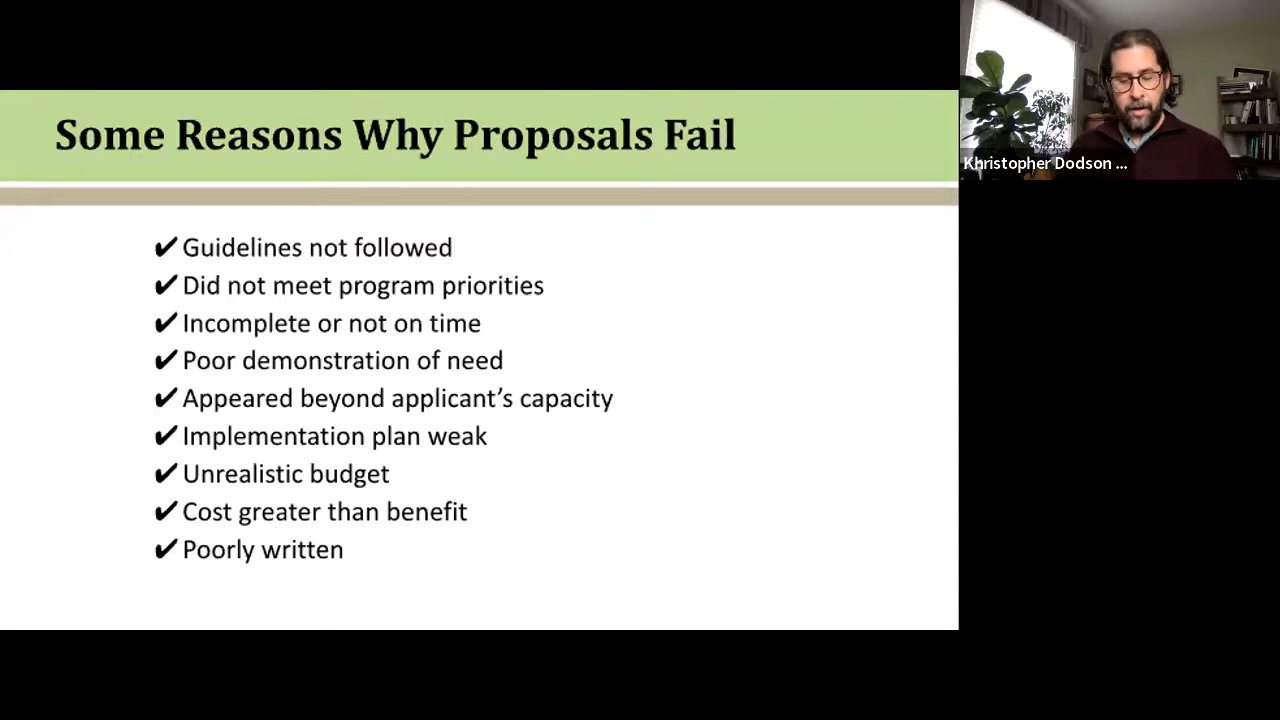 Some Reasons Why Proposals Fail
✔Guidelines not followed
✔Did not meet program priorities
✔Incomplete or not on time
✔Poor demonstration of need
✔Appeared beyond applicant’s capacity
✔Implementation plan weak
✔Unrealistic budget
✔Cost greater than benefit
✔Poorly written
Khristopher Dodson ...